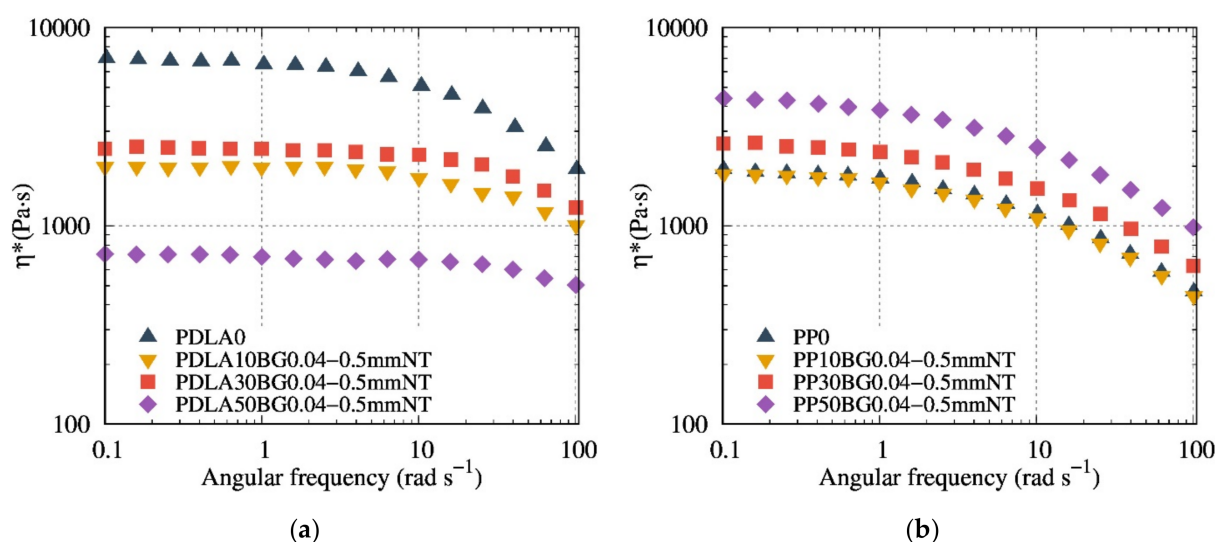 10000
1000
100
η*(Pa·s)
0.1 1 10 100
Angular frequency (rad s⁻¹)
PDLA0
PDLA10BG0.04−0.5mmNT
PDLA30BG0.04−0.5mmNT
PDLA50BG0.04−0.5mmNT
(a)
10000
1000
100
η*(Pa·s)
0.1 1 10 100
Angular frequency (rad s⁻¹)
PP0
PP10BG0.04−0.5mmNT
PP30BG0.04−0.5mmNT
PP50BG0.04−0.5mmNT
(b)